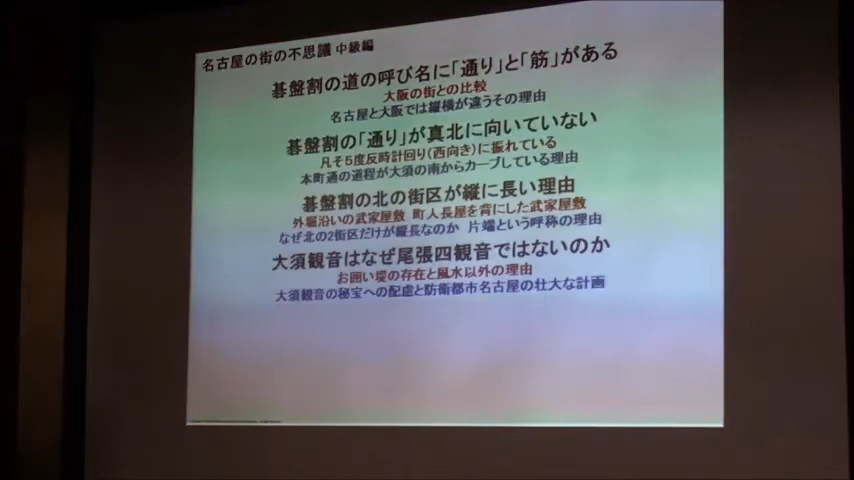 名古屋の街の不思議 中級編
碁盤割の道の呼び名に「通り」と「筋」がある
大阪の街との比較
名古屋と大阪では縦横が違うその理由
碁盤割の「通り」が真北に向いていない
凡そ5度反時計回り(西向き)に振れている
本町通の道程が大須の南からカーブしている理由
碁盤割の北の街区が縦に長い理由
外堀沿いの武家屋敷 町人長屋を背にした武家屋敷
なぜ北の2街区だけが縦長なのか 片端という呼称の理由
大須観音はなぜ尾張四観音ではないのか
お囲い堤の存在と風水以外の理由
大須観音の秘宝への配慮と防衛都市名古屋の壮大な計画